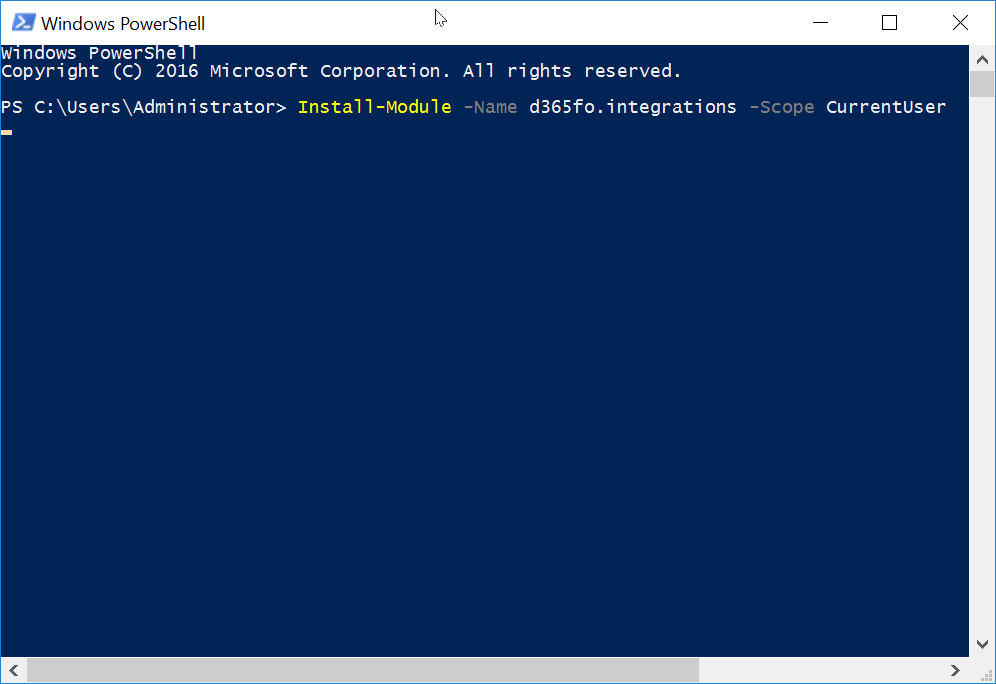 Windows PowerShell
Windows PowerShell
Copyright (C) 2016 Microsoft Corporation. All rights reserved.
PS C:\Users\Administrator> Install-Module -Name d365fo.integrations -Scope CurrentUser